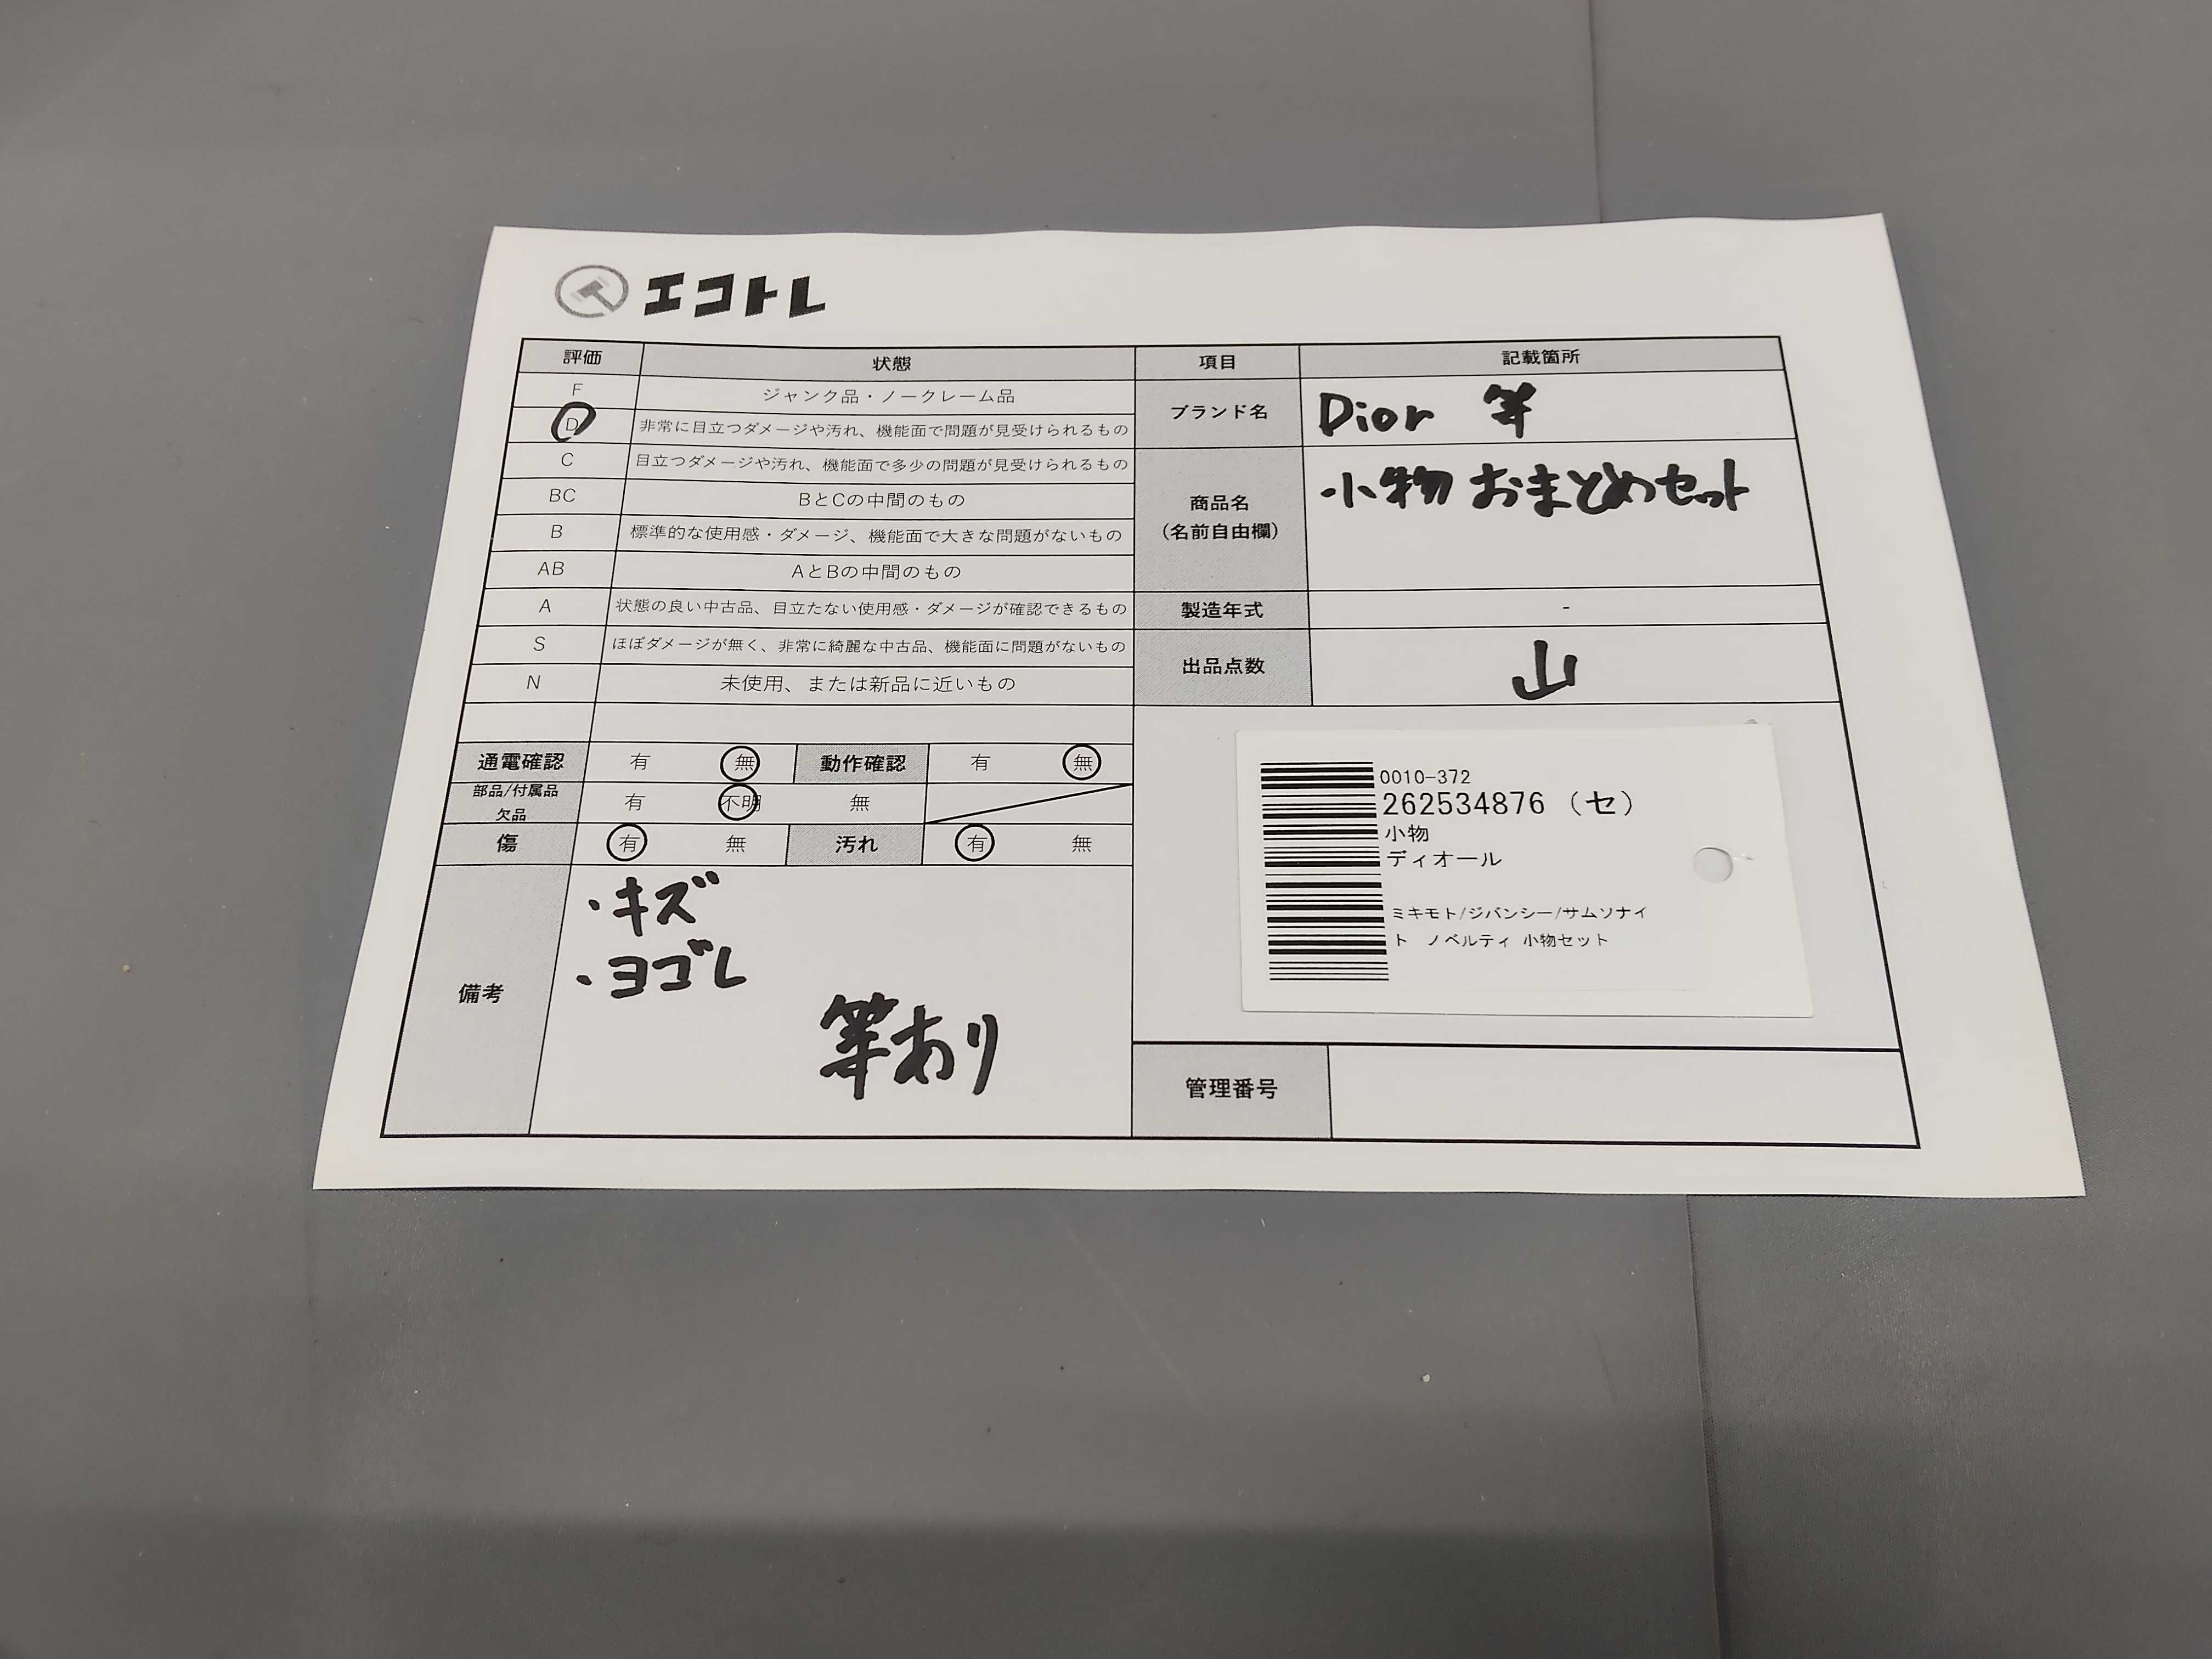 エコトレ
評価 状態 項目 記載箇所
F ジャンク品・ノークレーム品
D 非常に目立つダメージや汚れ、機能面で問題が見受けられるもの
C 目立つダメージや汚れ、機能面で多少の問題が見受けられるもの
BC BとCの中間のもの
B 標準的な使用感・ダメージ、機能面で大きな問題がないもの
AB AとBの中間のもの
A 状態の良い中古品、目立たない使用感・ダメージが確認できるもの
S ほぼダメージが無く、非常に綺麗な中古品、機能面に問題がないもの
N 未使用、または新品に近いもの
ブランド名 Dior 等
商品名
(名前自由欄)
小物 おまとめセット
製造年式 -
出品点数 山
通電確認 有 無 動作確認 有 無
部品/付属品
欠品
有 不明 無
傷 有 無 汚れ 有 無
備考
・キズ
・ヨゴレ
等あり
0010-372
262534876 (セ)
小物
ディオール
ミキモト/ジバンシー/サムソナイ
ト ノベルティ 小物セット
管理番号